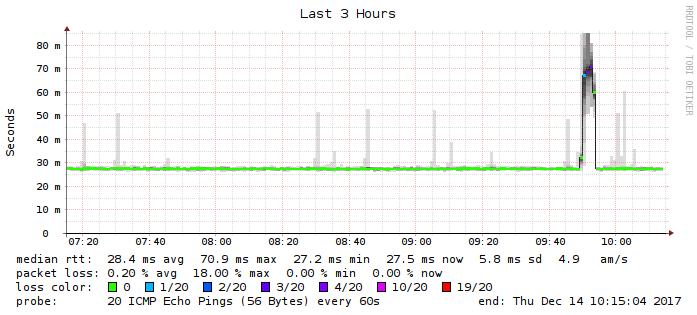 Last 3 Hours
RRDTOOL / TOBI OETIKER
Seconds
80 m
70 m
60 m
50 m
40 m
30 m
20 m
10 m
0
07:20 07:40 08:00 08:20 08:40 09:00 09:20 09:40 10:00
median rtt: 28.4 ms avg 70.9 ms max 27.2 ms min 27.5 ms now 5.8 ms sd 4.9 am/s
packet loss: 0.20 % avg 18.00 % max 0.00 % min 0.00 % now
loss color: 0 1/20 2/20 3/20 4/20 10/20 19/20
probe: 20 ICMP Echo Pings (56 Bytes) every 60s end: Thu Dec 14 10:15:04 2017